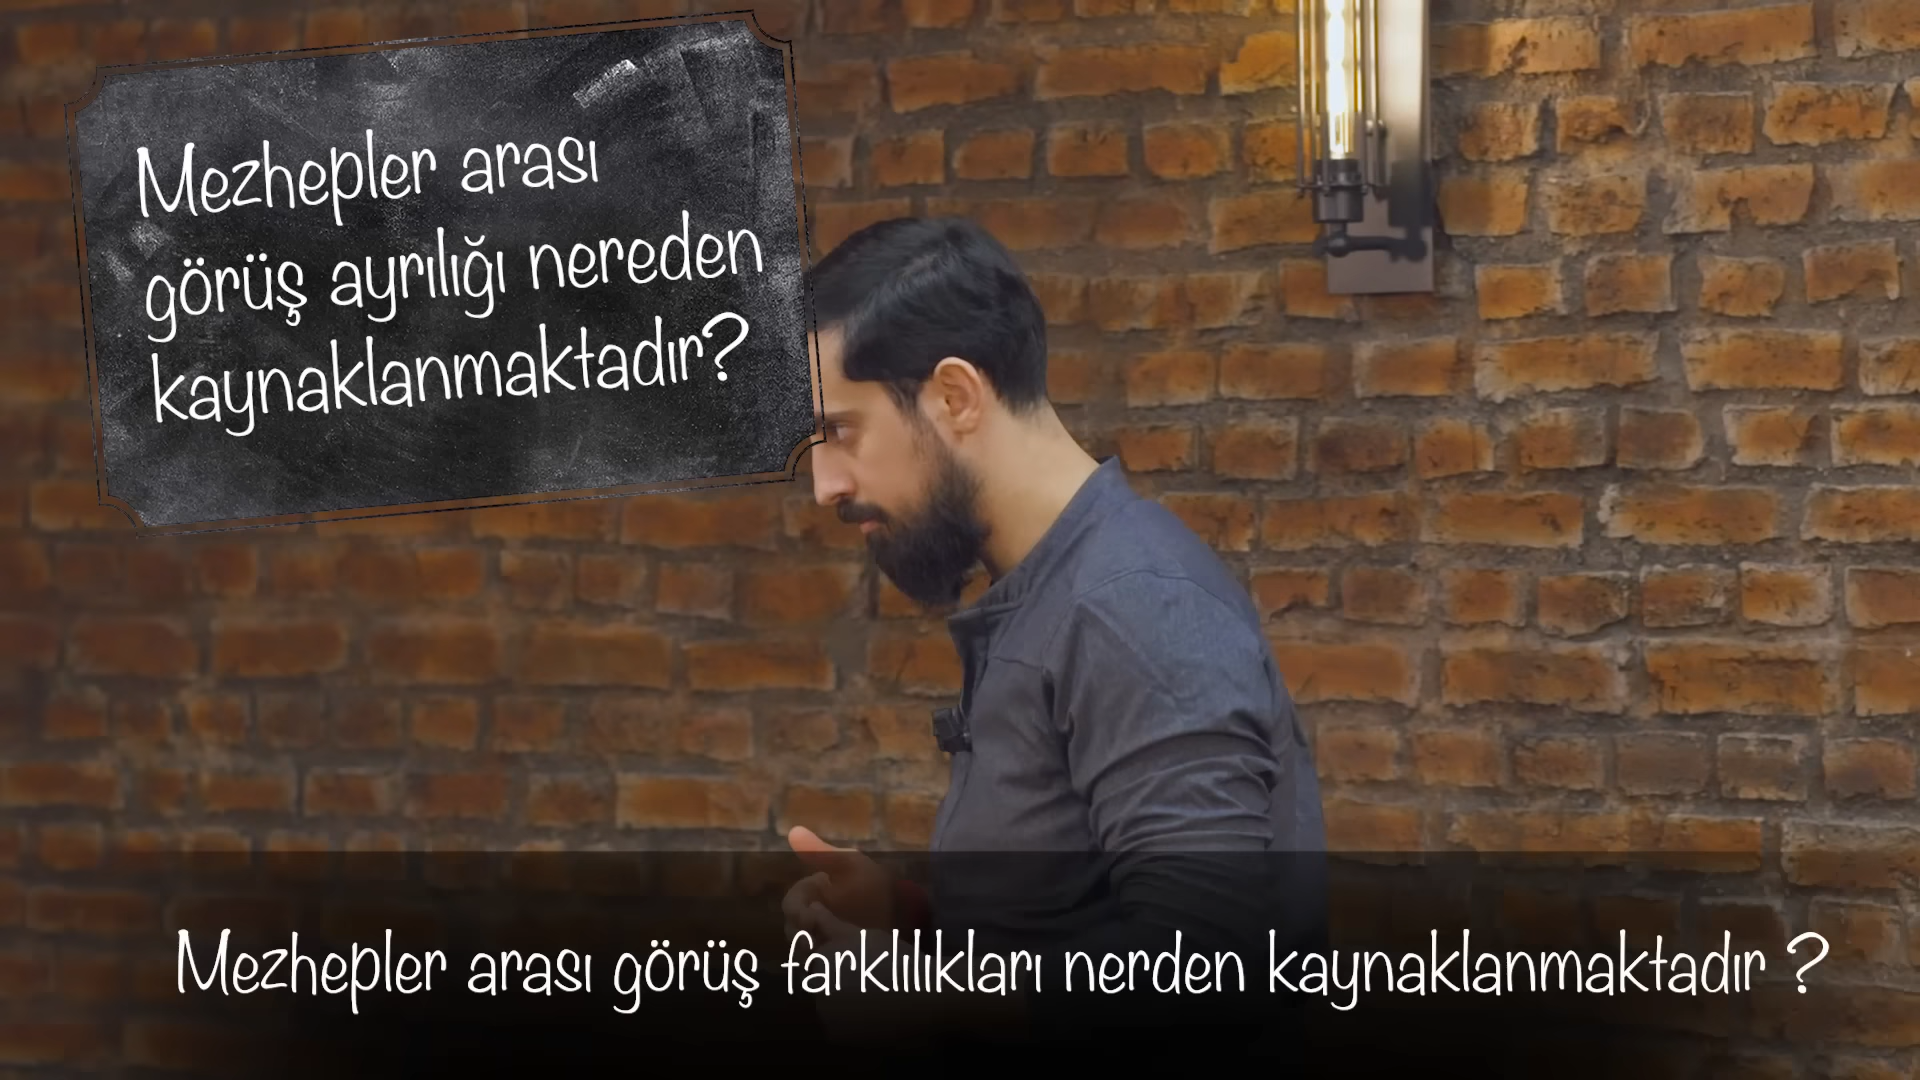 Mezhepler arası
görüş ayrılığı nereden
kaynaklanmaktadır?
Mezhepler arası görüş farklılıkları nerden kaynaklanmaktadır ?